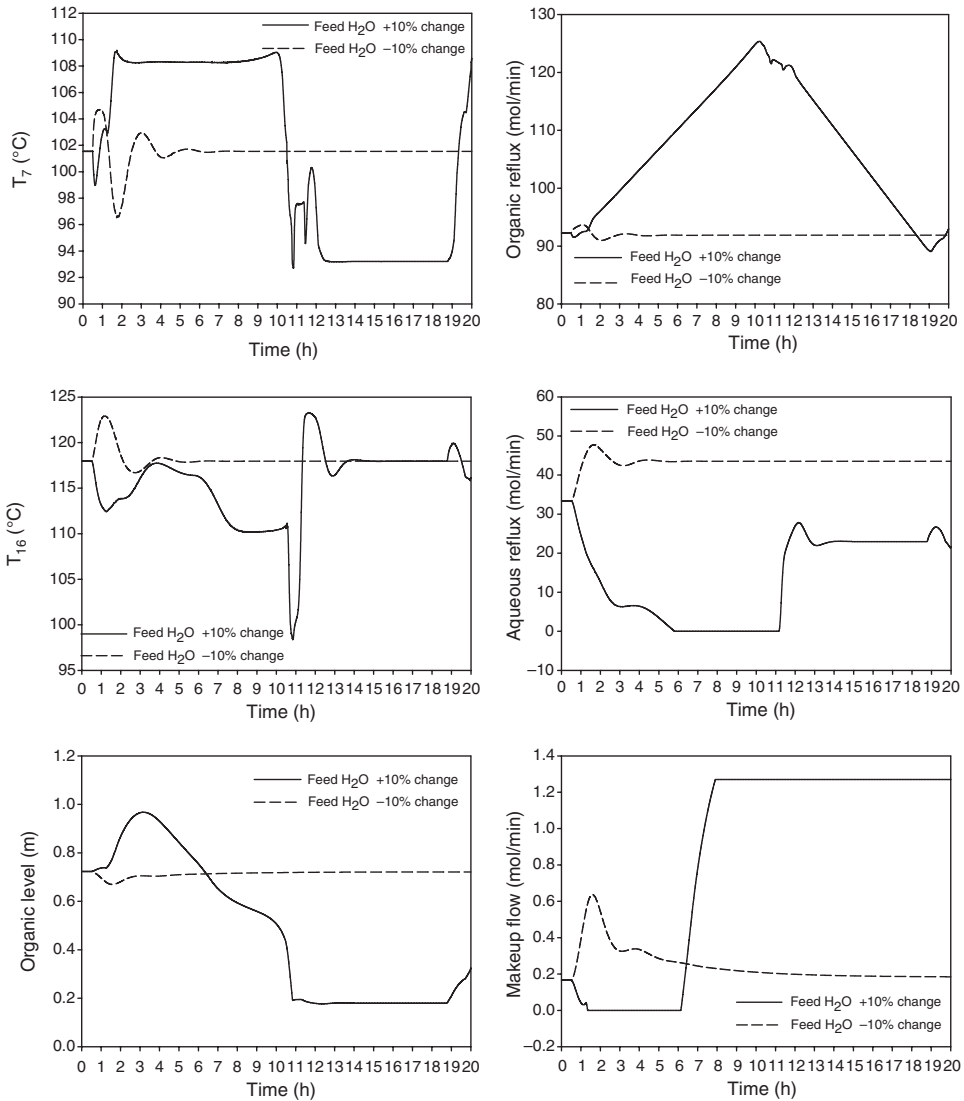 112
110
108
106
104
102
100
98
96
94
92
90
T7 (°C)
Feed H2O +10% change
Feed H2O −10% change
0 1 2 3 4 5 6 7 8 9 10 11 12 13 14 15 16 17 18 19 20
Time (h)
130
120
130
100
90
80
Organic reflux (mol/min)
Feed H2O +10% change
Feed H2O −10% change
0 1 2 3 4 5 6 7 8 9 10 11 12 13 14 15 16 17 18 19 20
Time (h)
125
120
115
110
105
100
95
T16 (°C)
Feed H2O +10% change
Feed H2O −10% change
0 1 2 3 4 5 6 7 8 9 10 11 12 13 14 15 16 17 18 19 20
Time (h)
60
50
40
30
20
10
0
−10
Aqueous reflux (mol/min)
Feed H2O +10% change
Feed H2O −10% change
0 1 2 3 4 5 6 7 8 9 10 11 12 13 14 15 16 17 18 19 20
Time (h)
1.2
1.0
0.8
0.6
0.4
0.2
0.0
Organic level (m)
Feed H2O +10% change
Feed H2O −10% change
0 1 2 3 4 5 6 7 8 9 10 11 12 13 14 15 16 17 18 19 20
Time (h)
1.4
1.2
1.0
0.8
0.6
0.4
0.2
0.0
−0.2
Makeup flow (mol/min)
Feed H2O +10% change
Feed H2O −10% change
0 1 2 3 4 5 6 7 8 9 10 11 12 13 14 15 16 17 18 19 20
Time (h)